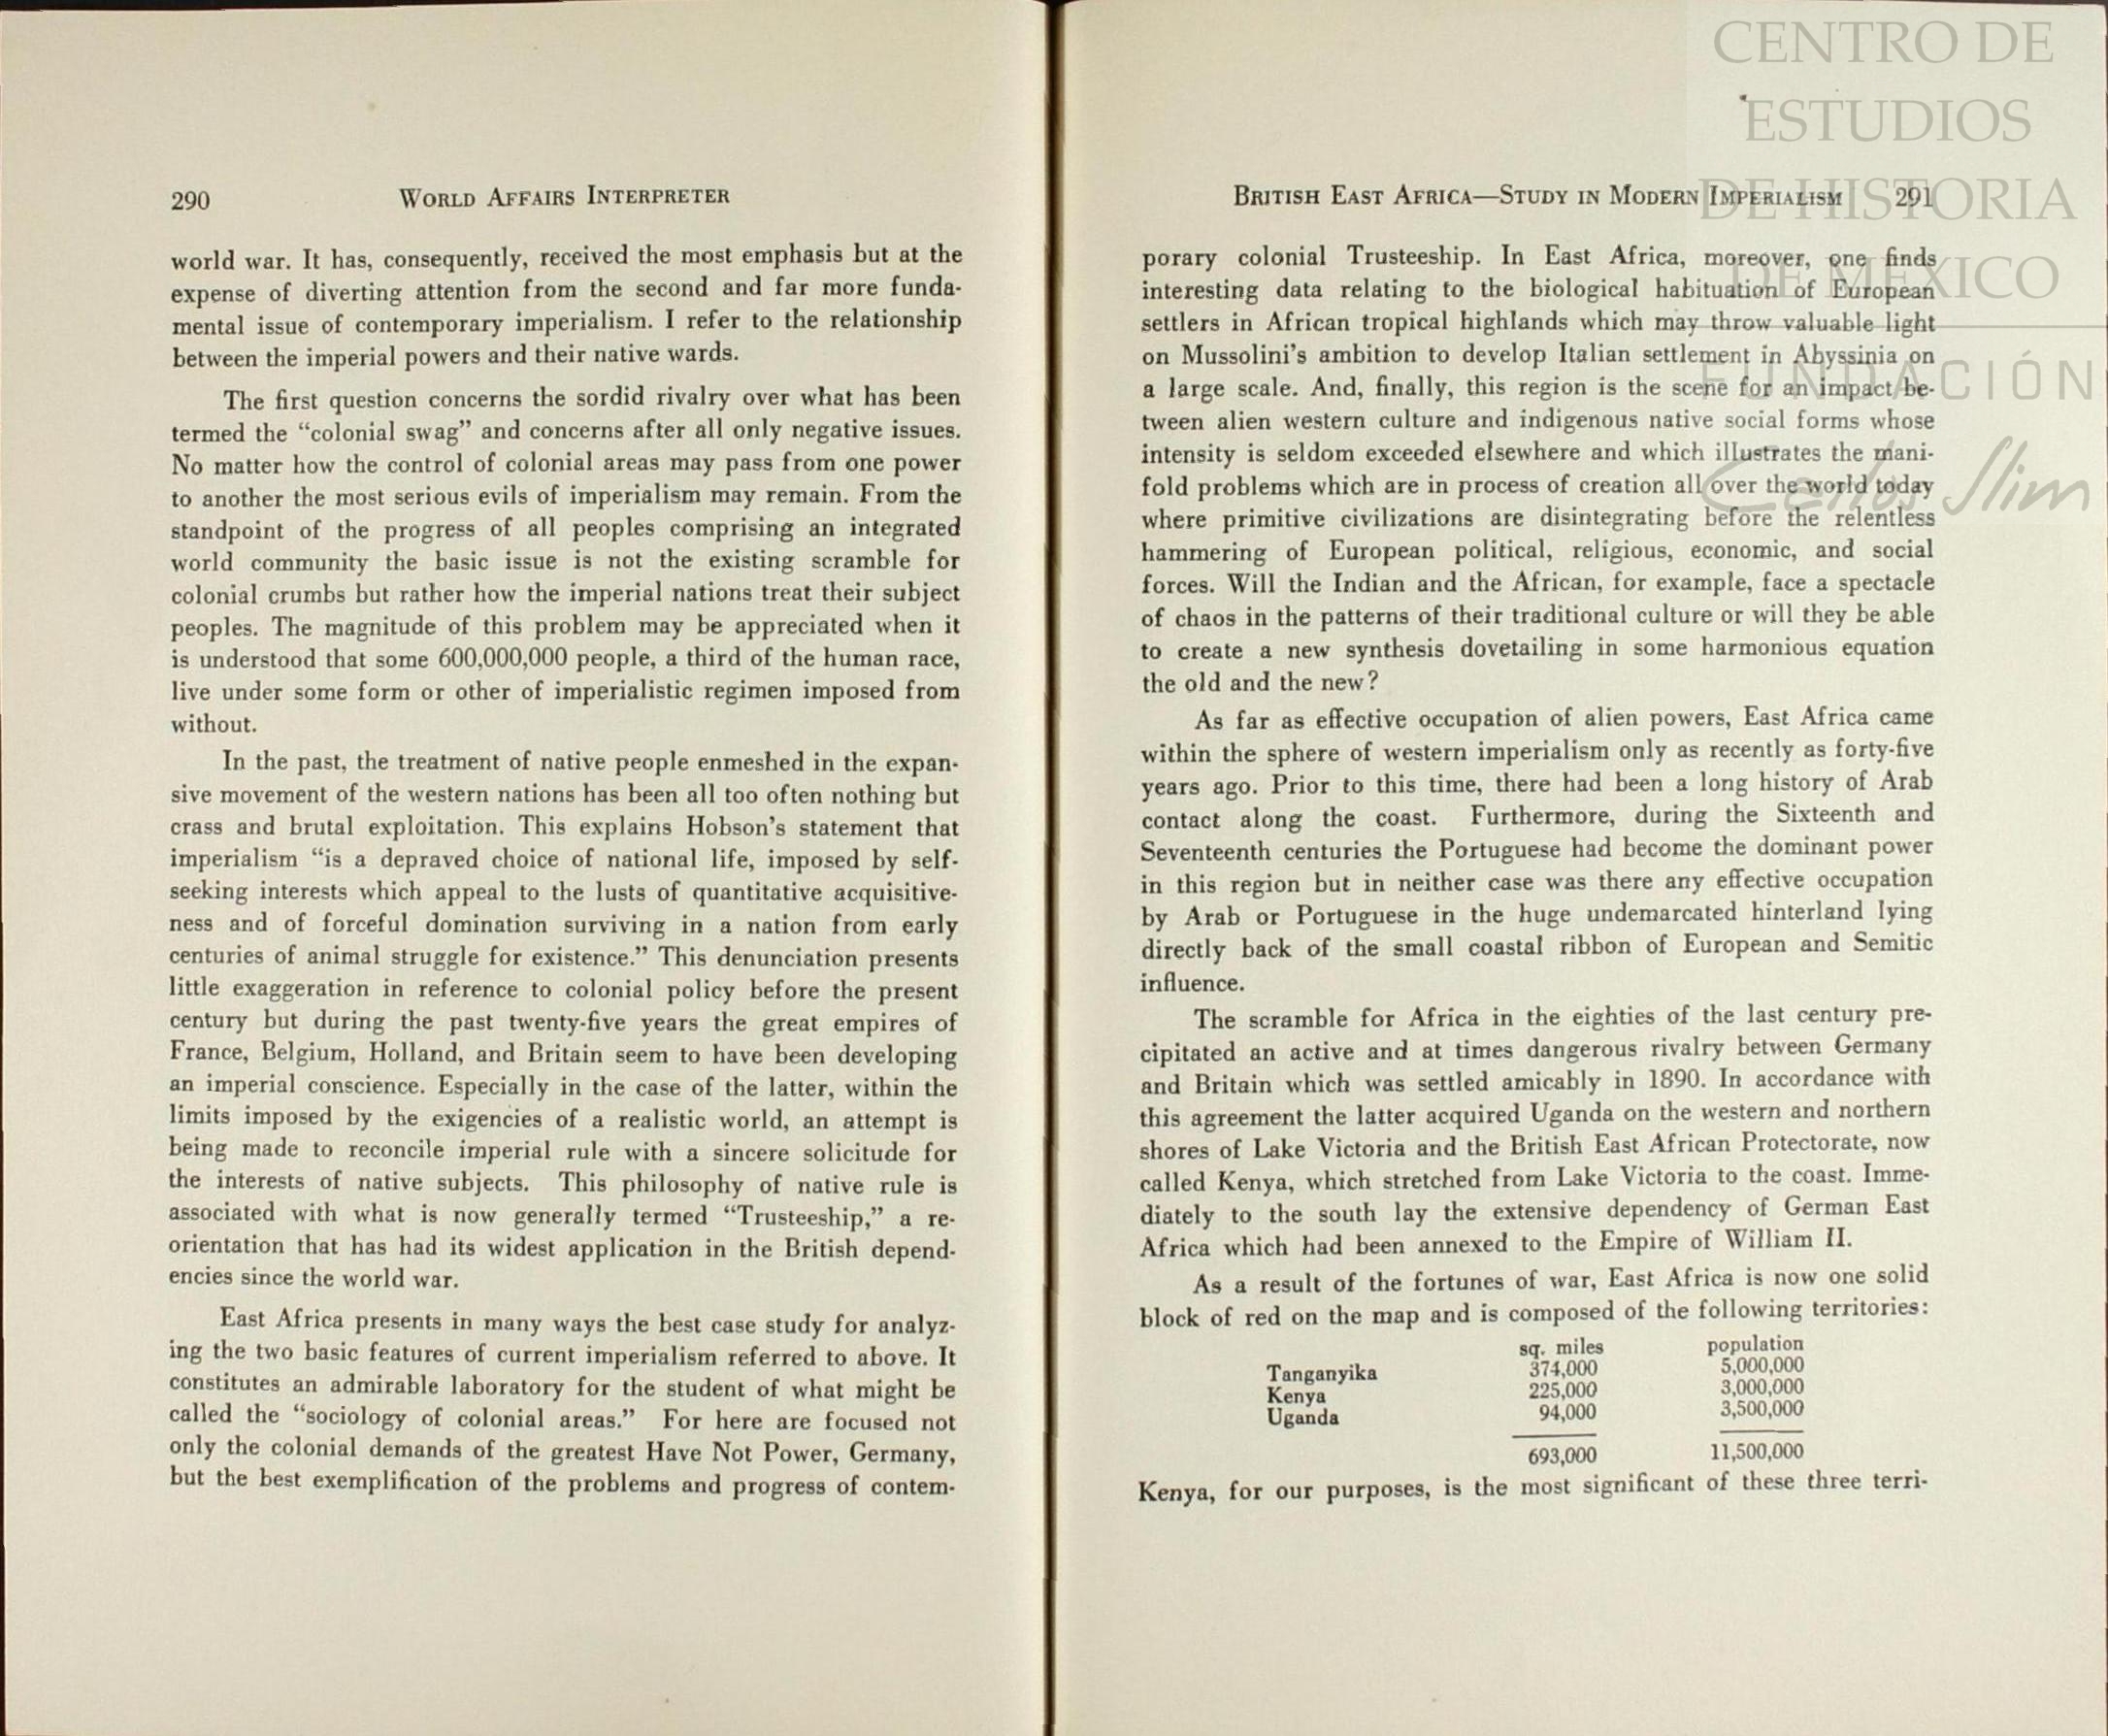 290 WORLD AFFAIRS INTERPRETER
world war. It has, consequently, received the most emphasis but at the
expense of diverting attention from the second and far more funda-
mental issue of contemporary imperialism. I refer to the relationship
between the imperial powers and their native wards.
The first question concerns the sordid rivalry over what has been
termed the “colonial swag” and concerns after all only negative issues.
No matter how the control of colonial areas may pass from one power
to another the most serious evils of imperialism may remain. From the
standpoint of the progress of all peoples comprising an integrated
world community the basic issue is not the existing scramble for
colonial crumbs but rather how the imperial nations treat their subject
peoples. The magnitude of this problem may be appreciated when it
is understood that some 600,000,000 people, a third of the human race,
live under some form or other of imperialistic regimen imposed from
without.
In the past, the treatment of native people enmeshed in the expan-
sive movement of the western nations has been all too often nothing but
crass and brutal exploitation. This explains Hobson’s statement that
imperialism “is a depraved choice of national life, imposed by self-
seeking interests which appeal to the lusts of quantitative acquisitive-
ness and of forceful domination surviving in a nation from early
centuries of animal struggle for existence.” This denunciation presents
little exaggeration in reference to colonial policy before the present
century but during the past twenty-five years the great empires of
France, Belgium, Holland, and Britain seem to have been developing
an imperial conscience. Especially in the case of the latter, within the
limits imposed by the exigencies of a realistic world, an attempt is
being made to reconcile imperial rule with a sincere solicitude for
the interests of native subjects. This philosophy of native rule is
associated with what is now generally termed “Trusteeship,” a re-
orientation that has had its widest application in the British depend-
encies since the world war.
East Africa presents in many ways the best case study for analyz-
ing the two basic features of current imperialism referred to above. It
constitutes an admirable laboratory for the student of what might be
called the “sociology of colonial areas.” For here are focused not
only the colonial demands of the greatest Have Not Power, Germany,
but the best exemplification of the problems and progress of contem-
BRITISH EAST AFRICA—STUDY IN MODERN IMPERIALISM 291
porary colonial Trusteeship. In East Africa, moreover, one finds
interesting data relating to the biological habituation of European
settlers in African tropical highlands which may throw valuable light
on Mussolini’s ambition to develop Italian settlement in Abyssinia on
a large scale. And, finally, this region is the scene for an impact be-
tween alien western culture and indigenous native social forms whose
intensity is seldom exceeded elsewhere and which illustrates the mani-
fold problems which are in process of creation all over the world today
where primitive civilizations are disintegrating before the relentless
hammering of European political, religious, economic, and social
forces. Will the Indian and the African, for example, face a spectacle
of chaos in the patterns of their traditional culture or will they be able
to create a new synthesis dovetailing in some harmonious equation
the old and the new?
As far as effective occupation of alien powers, East Africa came
within the sphere of western imperialism only as recently as forty-five
years ago. Prior to this time, there had been a long history of Arab
contact along the coast. Furthermore, during the Sixteenth and
Seventeenth centuries the Portuguese had become the dominant power
in this region but in neither case was there any effective occupation
by Arab or Portuguese in the huge undemarcated hinterland lying
directly back of the small coastal ribbon of European and Semitic
influence.
The scramble for Africa in the eighties of the last century pre-
cipitated an active and at times dangerous rivalry between Germany
and Britain which was settled amicably in 1890. In accordance with
this agreement the latter acquired Uganda on the western and northern
shores of Lake Victoria and the British East African Protectorate, now
called Kenya, which stretched from Lake Victoria to the coast. Imme-
diately to the south lay the extensive dependency of German East
Africa which had been annexed to the Empire of William II.
As a result of the fortunes of war, East Africa is now one solid
block of red on the map and is composed of the following territories:
sq. miles population
Tanganyika 374,000 5,000,000
Kenya 225,000 3,000,000
Uganda 94,000 3,500,000
693,000 11,500,000
Kenya, for our purposes, is the most significant of these three terri-
CENTRO DE
ESTUDIOS
DE HISTORIA
DE MÉXICO
FUNDACIÓN
Carlos Slim